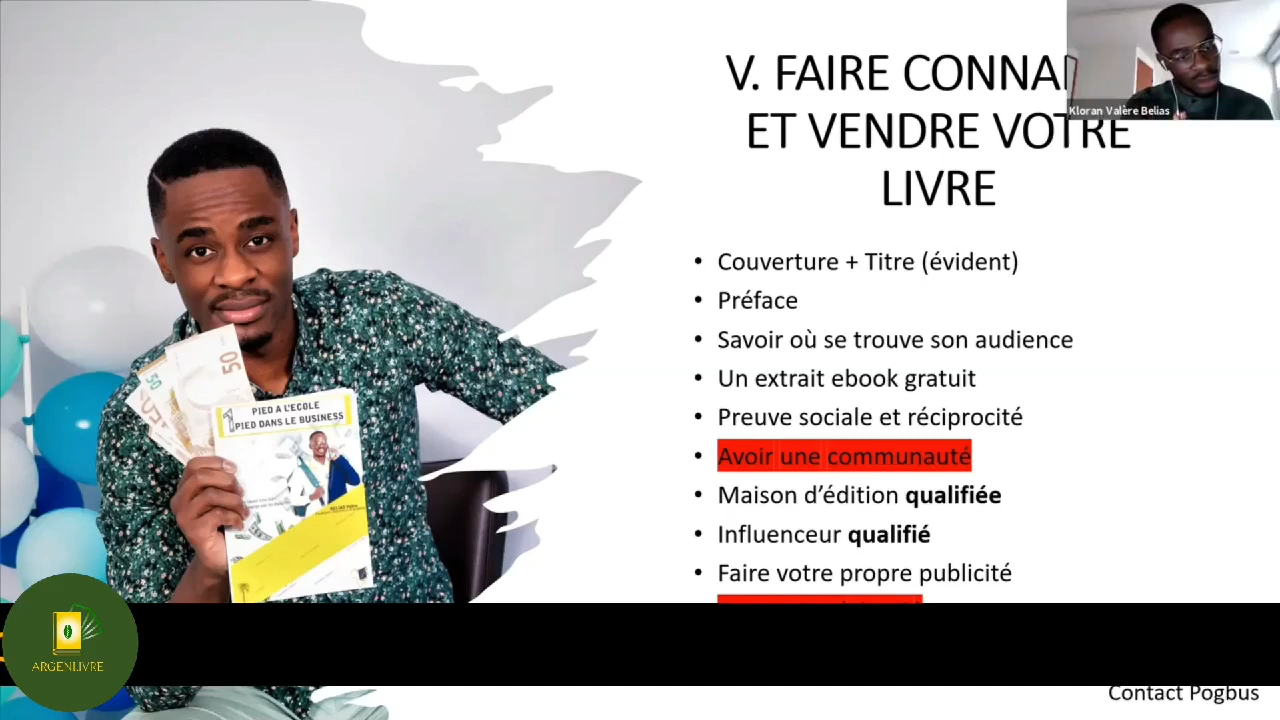 V. FAIRE CONNA
ET VENDRE VOTRE
LIVRE
Kloran Valère Belias
• Couverture + Titre (évident)
• Préface
• Savoir où se trouve son audience
• Un extrait ebook gratuit
• Preuve sociale et réciprocité
• Avoir une communauté
• Maison d’édition qualifiée
• Influenceur qualifié
• Faire votre propre publicité
50
50
1 PIED A L'ECOLE
PIED DANS LE BUSINESS
ARGENLIVRE
Contact Pogbus